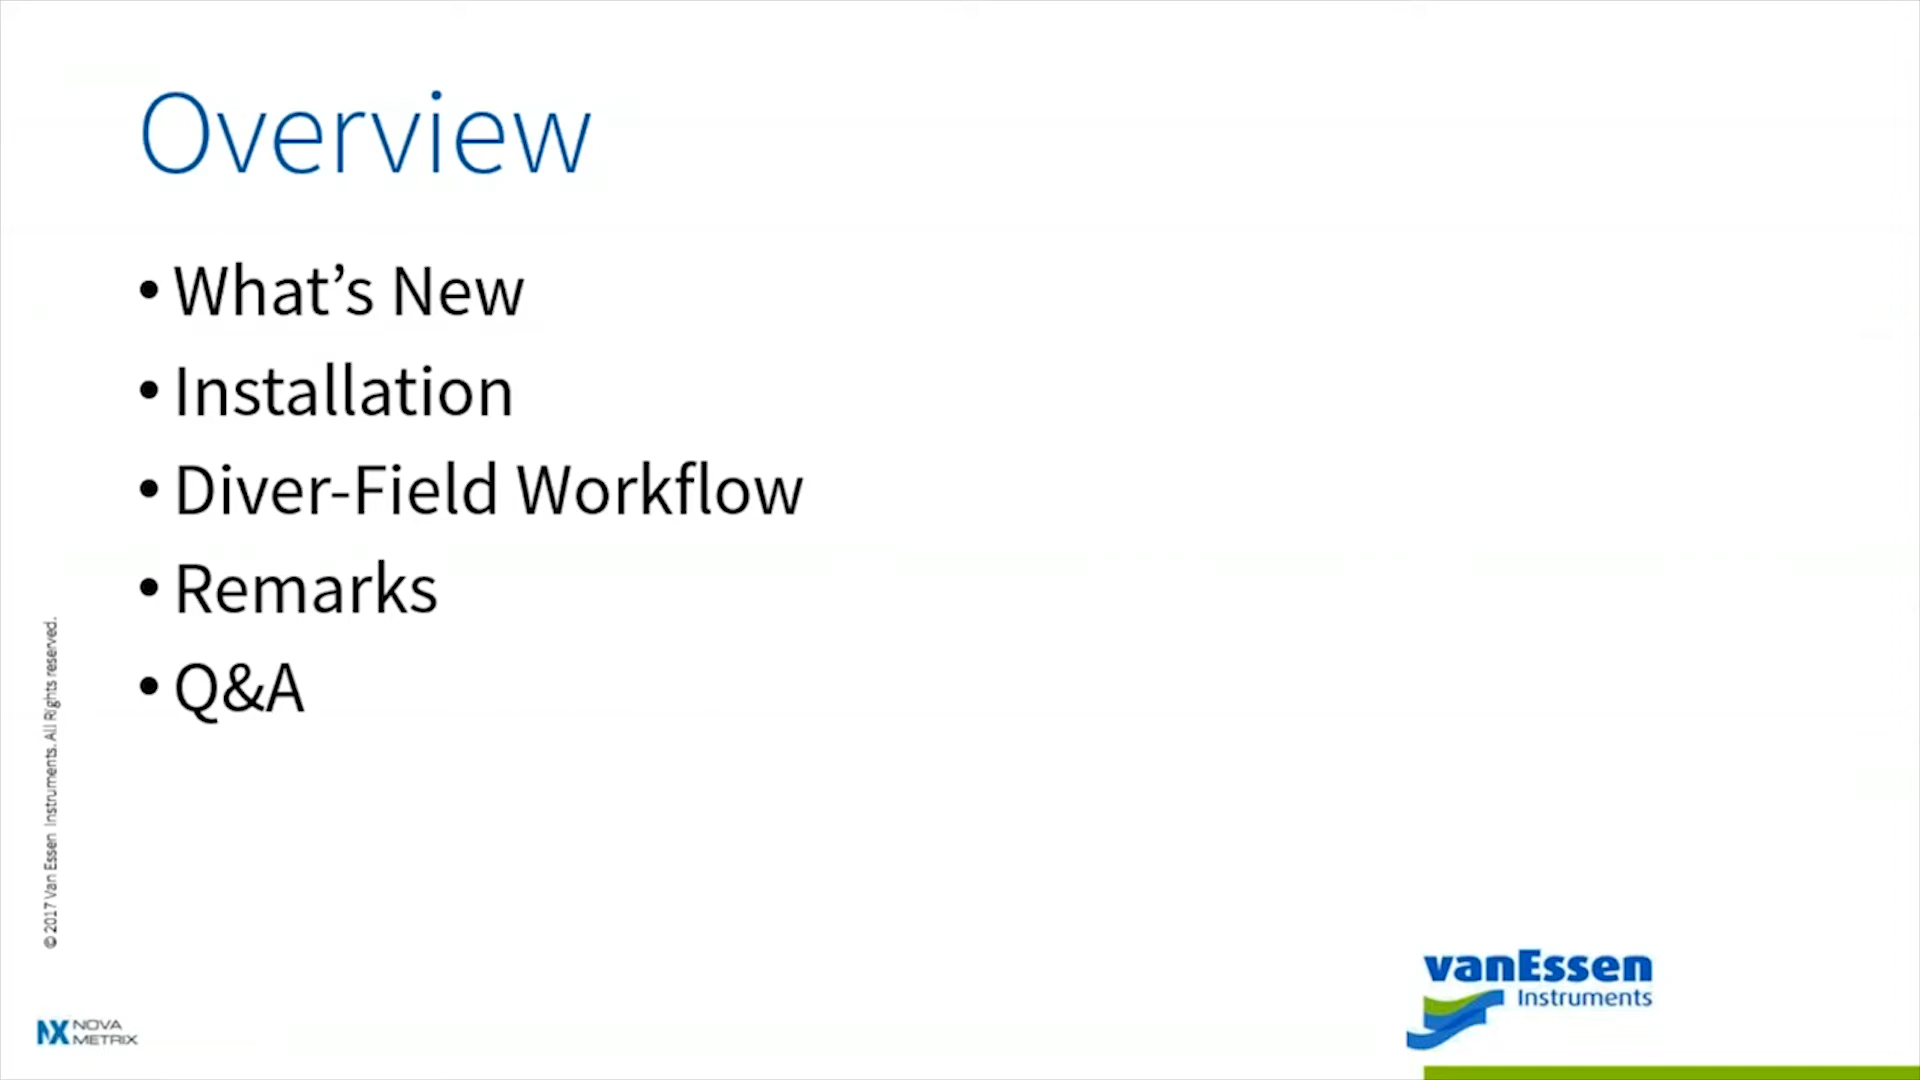 Overview
• What’s New
• Installation
• Diver-Field Workflow
• Remarks
• Q&A
© 2017 Van Essen Instruments. All Rights reserved.
NX NOVA
METRIX
vanEssen
Instruments